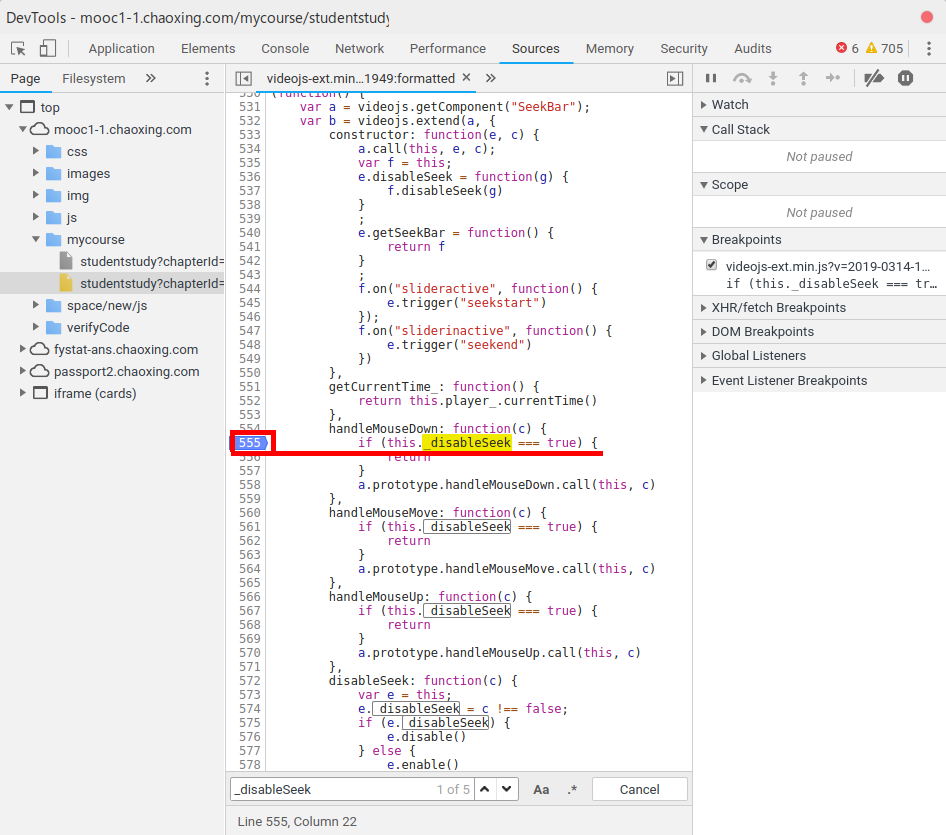 DevTools - mooc1-1.chaoxing.com/mycourse/studentstudy
Application Elements Console Network Performance Sources Memory Security Audits 6 705
Page Filesystem »
videojs-ext.min...1949:formatted × »
top
mooc1-1.chaoxing.com
css
images
img
js
mycourse
studentstudy?chapterId=
studentstudy?chapterId=
space/new/js
verifyCode
fystat-ans.chaoxing.com
passport2.chaoxing.com
iframe (cards)
530 (function() {
531 var a = videojs.getComponent("SeekBar");
532 var b = videojs.extend(a, {
533 constructor: function(e, c) {
534 a.call(this, e, c);
535 var f = this;
536 e.disableSeek = function(g) {
537 f.disableSeek(g)
538 }
539 ;
540 e.getSeekBar = function() {
541 return f
542 }
543 ;
544 f.on("slideractive", function() {
545 e.trigger("seekstart")
546 });
547 f.on("sliderinactive", function() {
548 e.trigger("seekend")
549 })
550 },
551 getCurrentTime_: function() {
552 return this.player_.currentTime()
553 },
554 handleMouseDown: function(c) {
555 if (this._disableSeek === true) {
556 return
557 }
558 a.prototype.handleMouseDown.call(this, c)
559 },
560 handleMouseMove: function(c) {
561 if (this._disableSeek === true) {
562 return
563 }
564 a.prototype.handleMouseMove.call(this, c)
565 },
566 handleMouseUp: function(c) {
567 if (this._disableSeek === true) {
568 return
569 }
570 a.prototype.handleMouseUp.call(this, c)
571 },
572 disableSeek: function(c) {
573 var e = this;
574 e._disableSeek = c !== false;
575 if (e._disableSeek) {
576 e.disable()
577 } else {
578 e.enable()
_disableSeek 1 of 5 Aa .* Cancel
Line 555, Column 22
Watch
Call Stack
Not paused
Scope
Not paused
Breakpoints
videojs-ext.min.js?v=2019-0314-1...
if (this._disableSeek === tr...
XHR/fetch Breakpoints
DOM Breakpoints
Global Listeners
Event Listener Breakpoints